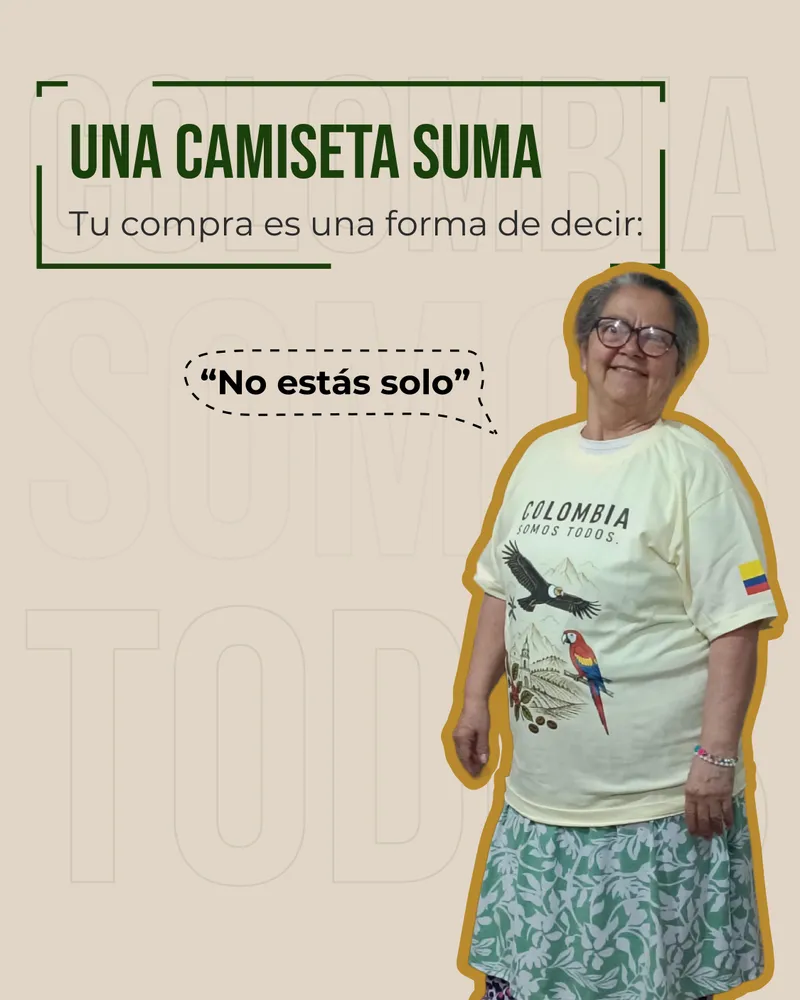 COLOMBIA
SOMOS
TODOS
UNA CAMISETA SUMA
Tu compra es una forma de decir:
“No estás solo”
COLOMBIA
SOMOS TODOS.